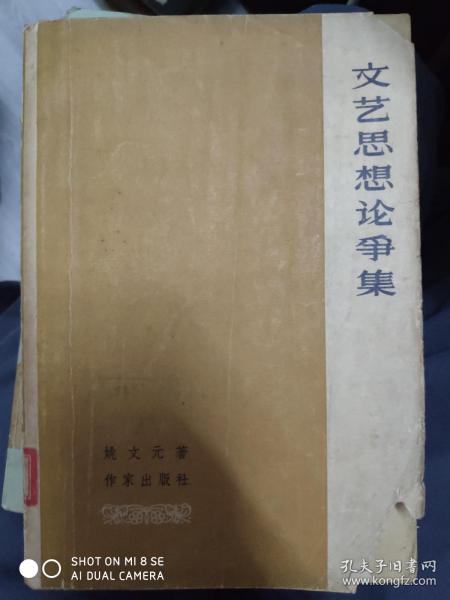 文艺思想论爭集
姚文元著
作家出版社
SHOT ON MI 8 SE
AI DUAL CAMERA
孔夫子旧书网
www.kongfz.com